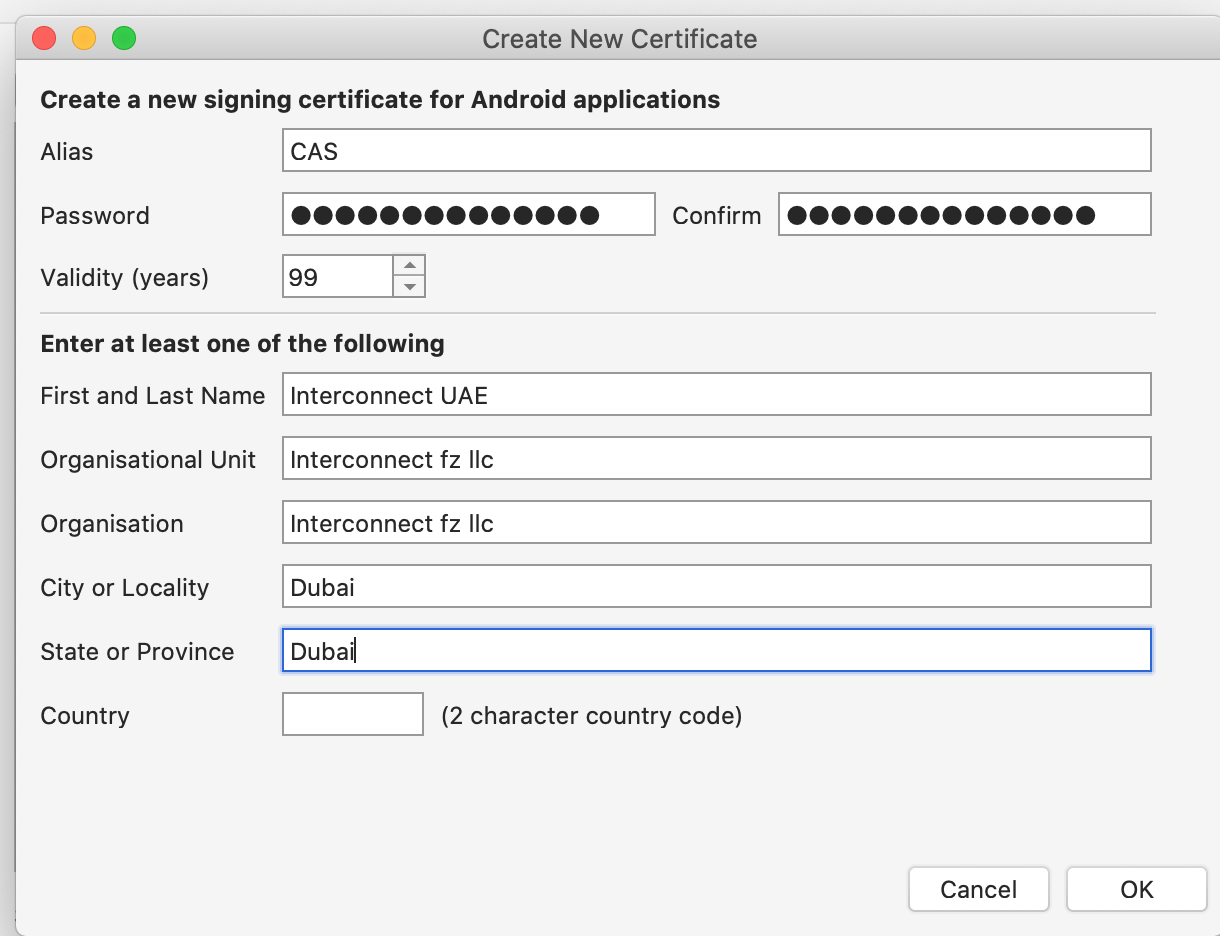 Create New Certificate
Create a new signing certificate for Android applications
Alias CAS
Password ●●●●●●●●●●●●●● Confirm ●●●●●●●●●●●●●●
Validity (years) 99
Enter at least one of the following
First and Last Name Interconnect UAE
Organisational Unit Interconnect fz llc
Organisation Interconnect fz llc
City or Locality Dubai
State or Province Dubai
Country (2 character country code)
Cancel OK